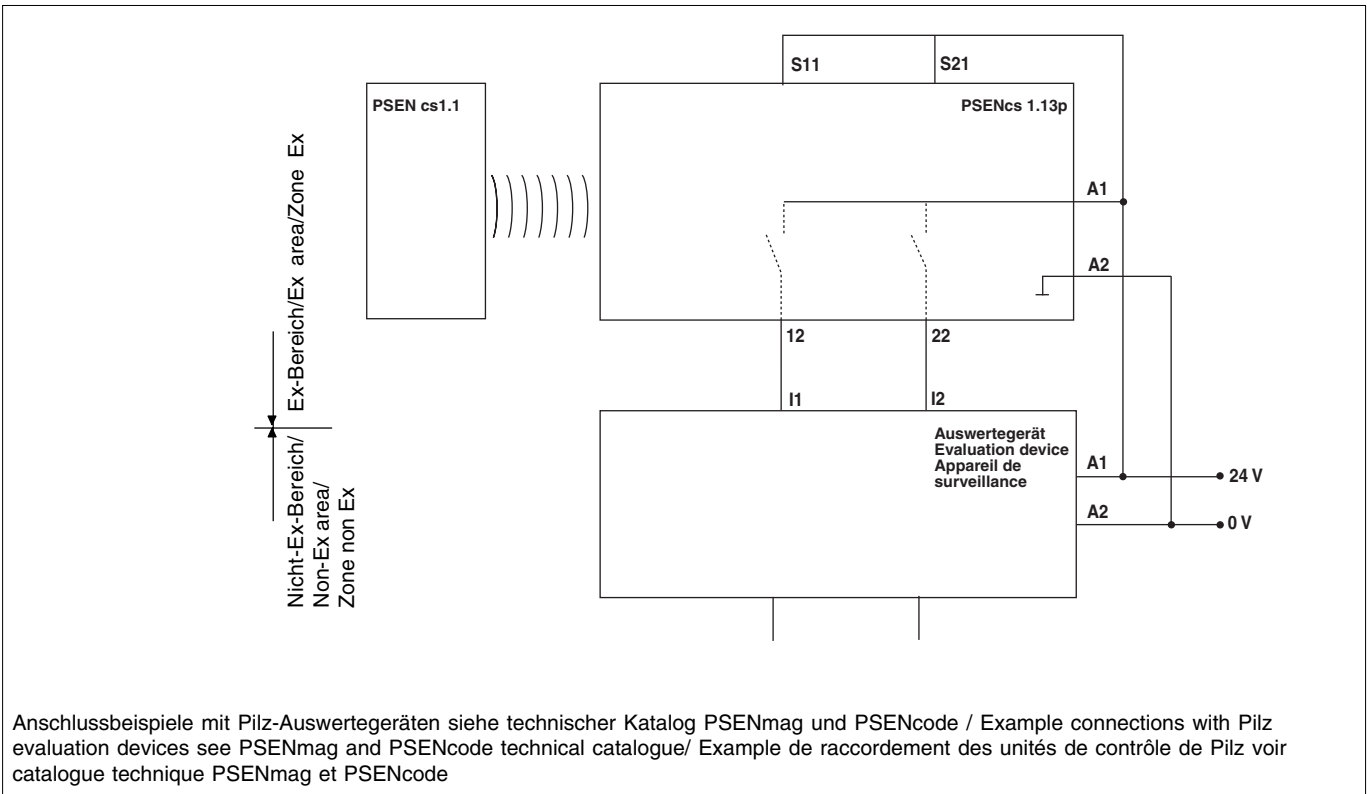 S11
S21
PSEN cs1.1
PSENcs 1.13p
A1
A2
12
22
I1
I2
Auswertegerät
Evaluation device
Appareil de
surveillance
A1
24 V
A2
0 V
Ex-Bereich/Ex area/Zone Ex
Nicht-Ex-Bereich/
Non-Ex area/
Zone non Ex
Anschlussbeispiele mit Pilz-Auswertegeräten siehe technischer Katalog PSENmag und PSENcode / Example connections with Pilz
evaluation devices see PSENmag and PSENcode technical catalogue/ Example de raccordement des unités de contrôle de Pilz voir
catalogue technique PSENmag et PSENcode